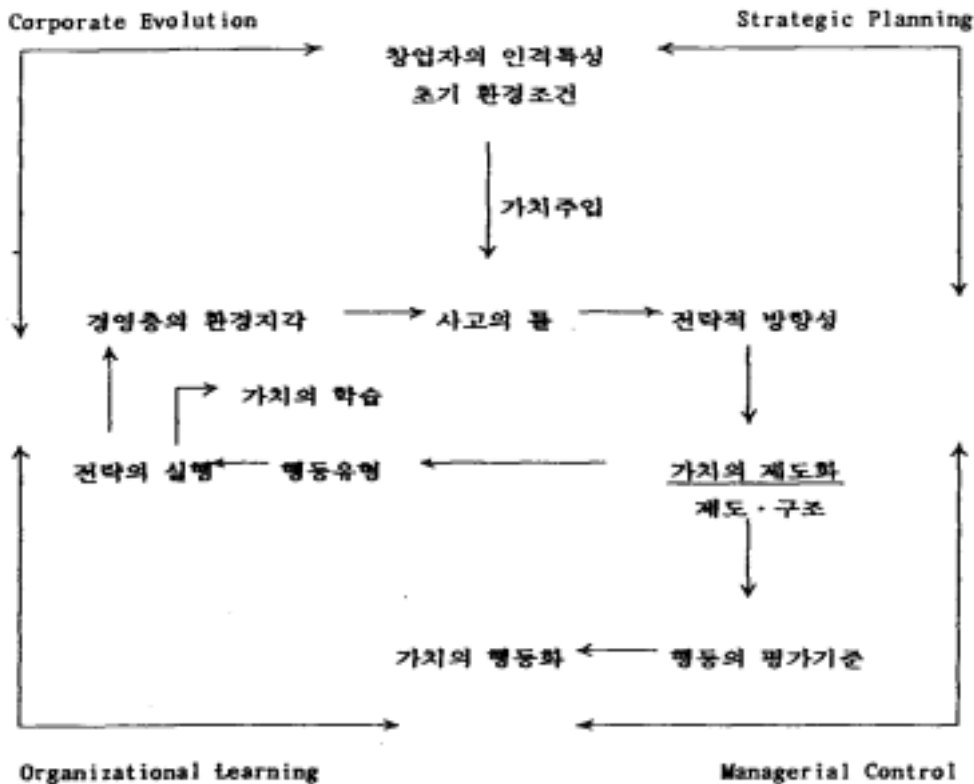 Corporate Evolution
Strategic Planning
창업자의 인격특성
초기 환경조건
가치주입
경영층의 환경지각
사고의 틀
전략적 방향성
가치의 학습
전략의 실행
행동유형
가치의 제도화
제도·구조
가치의 행동화
행동의 평가기준
Organizational Learning
Managerial Control